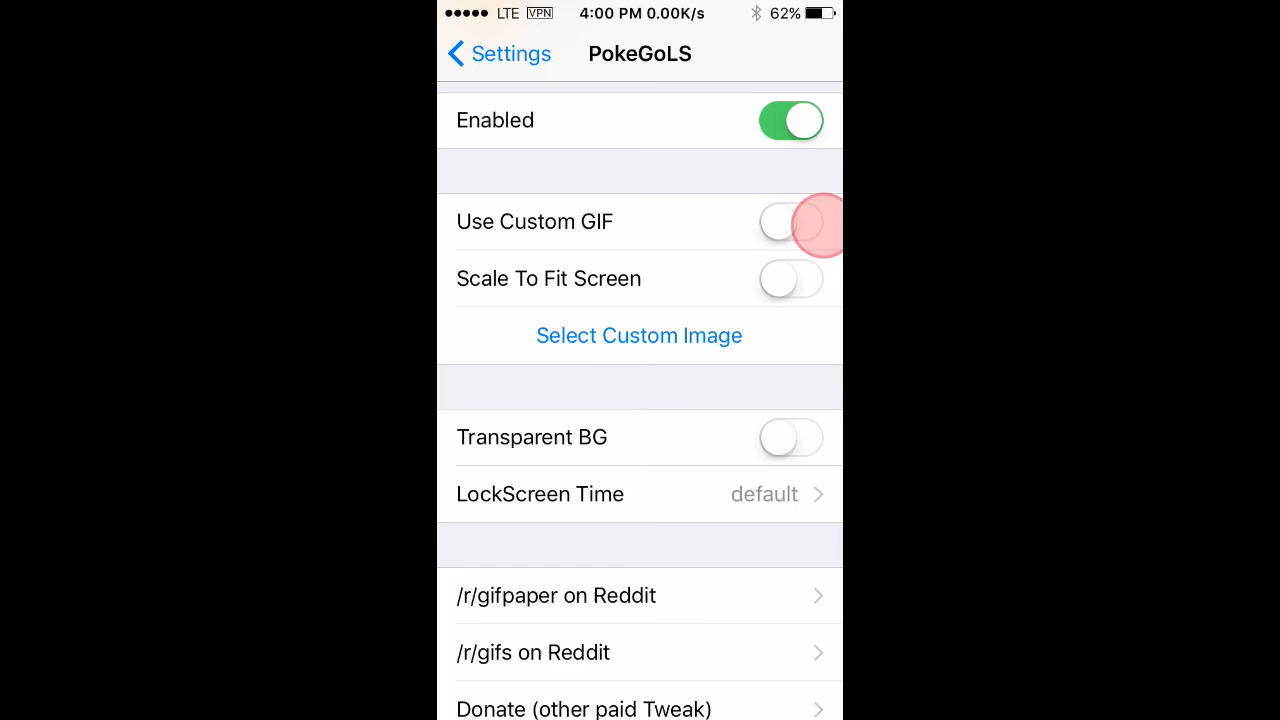 LTE VPN 4:00 PM 0.00K/s 62%
Settings PokeGoLS
Enabled
Use Custom GIF
Scale To Fit Screen
Select Custom Image
Transparent BG
LockScreen Time default
/r/gifpaper on Reddit
/r/gifs on Reddit
Donate (other paid Tweak)